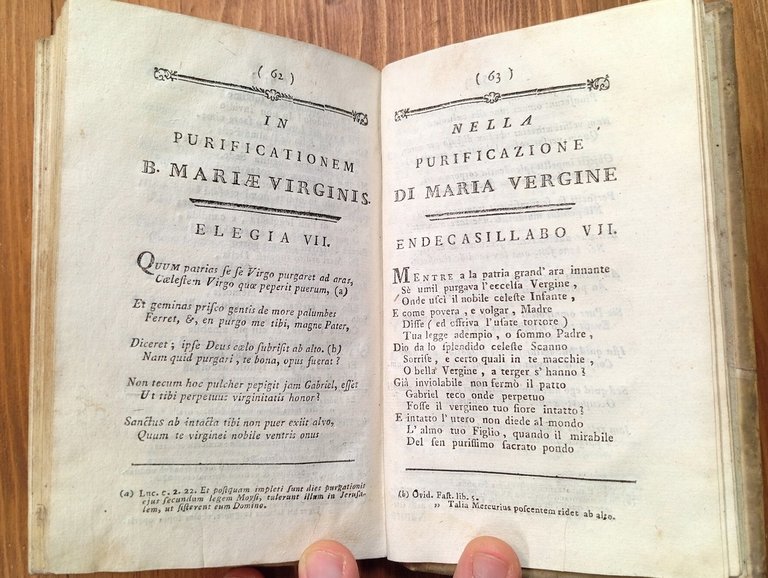 ( 62 )
IN
PURIFICATIONEM
B. MARIÆ VIRGINIS.
ELEGIA VII.
QUUM patrias se se Virgo purgaret ad aras,
Cælestem Virgo quæ peperit puerum, (a)
Et geminas prisco gentis de more palumbes
Ferret, &, en purgo me tibi, magne Pater,
Diceret; ipse Deus cælo subrisit ab alto. (b)
Nam quid purgari, te bona, opus fuerat?
Non tecum hoc pulcher pepigit jam Gabriel, esset
Ut tibi perpetuus virginitatis honor?
Sanctus ab intacta tibi non puer exiit alvo,
Quum te virginei nobile ventris onus
(a) Luc. c. 2. 22. Et postquam impleti sunt dies purgationis
ejus secundum legem Moysi, tulerunt illum in Jerusa-
lem, ut sisterent eum Domino.
( 63 )
NELLA
PURIFICAZIONE
DI MARIA VERGINE
ENDECASILLABO VII.
MENTRE a la patria grand' ara innante
Sè umil purgava l'eccelsa Vergine,
Onde uscì il nobile celeste Infante,
E come povera, e volgar, Madre
Disse (ed offriva l'usate tortore)
Tua legge adempio, o sommo Padre,
Dio da lo splendido celeste Scanno
Sorrise, e certo quali in te macchie,
O bella Vergine, a terger s' hanno?
Già inviolabile non fermò il patto
Gabriel teco onde perpetuo
Fosse il vergineo tuo fiore intatto?
E intatto l' utero non diede al mondo
L' almo tuo Figlio, quando il mirabile
Del sen purissimo sacrato pondo
(b) Ovid. Fast. lib. 5.
„ Talia Mercurius poscentem ridet ab alto.